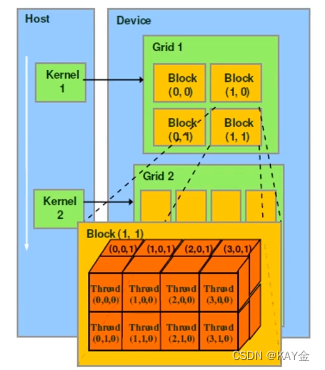 Host
Device
Grid 1
Kernel
1
Block
(0, 0)
Block
(1, 0)
Block
(0, 1)
Block
(1, 1)
Grid 2
Kernel
2
Block (1, 1)
(0,0,1) (1,0,1) (2,0,1) (3,0,1)
Thread
(0,0,0)
Thread
(1,0,0)
Thread
(2,0,0)
Thread
(3,0,0)
Thread
(0,1,0)
Thread
(1,1,0)
Thread
(2,1,0)
Thread
(3,1,0)
CSDN @KAY金